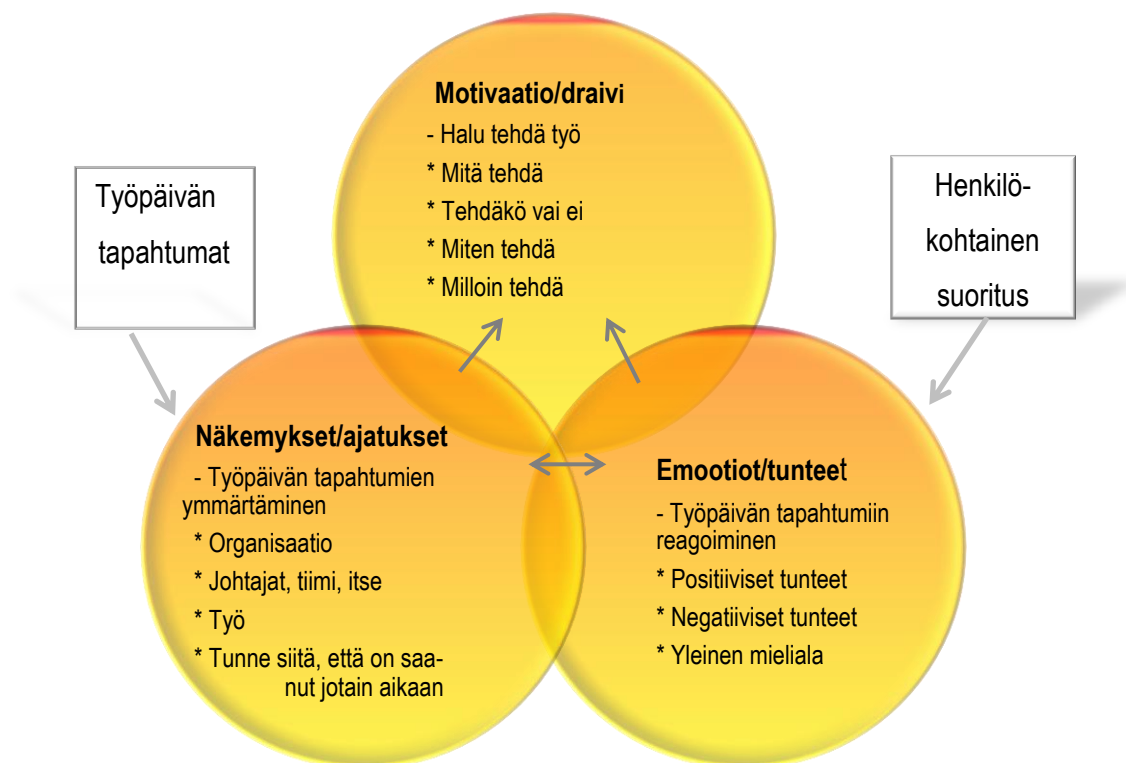 Motivaatio/draivi
- Halu tehdä työ
* Mitä tehdä
* Tehdäkö vai ei
* Miten tehdä
* Milloin tehdä
Työpäivän
tapahtumat
Henkilö-
kohtainen
suoritus
Näkemykset/ajatukset
- Työpäivän tapahtumien
ymmärtäminen
* Organisaatio
* Johtajat, tiimi, itse
* Työ
* Tunne siitä, että on saa-
nut jotain aikaan
Emootiot/tunteet
- Työpäivän tapahtumiin
reagoiminen
* Positiiviset tunteet
* Negatiiviset tunteet
* Yleinen mieliala